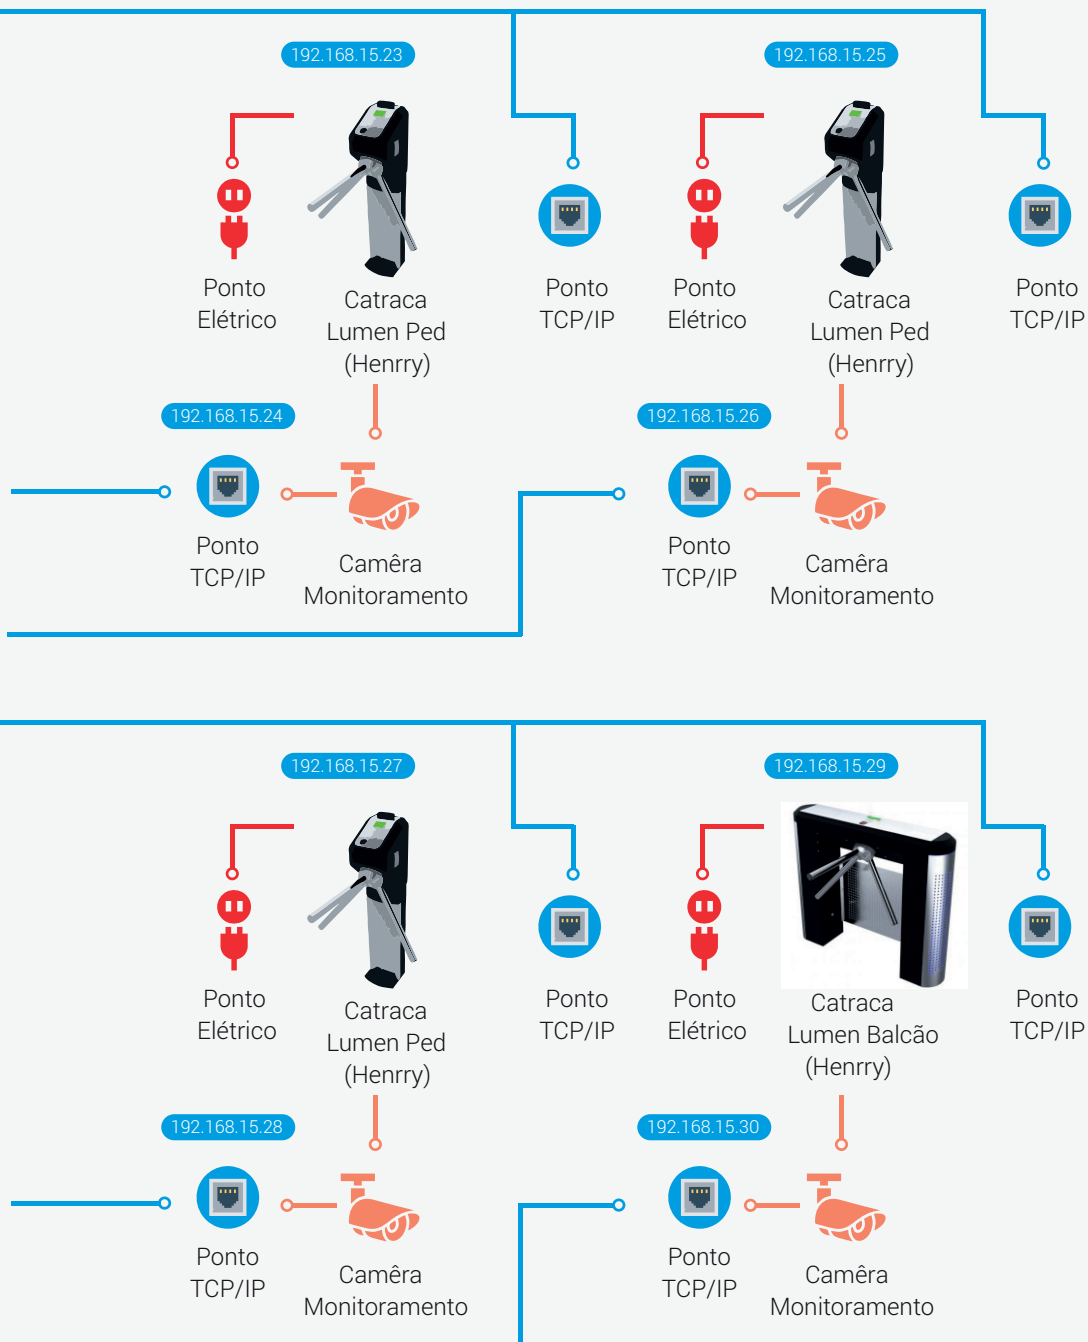 192.168.15.23
192.168.15.25
Ponto
Elétrico
Catraca
Lumen Ped
(Henrry)
Ponto
TCP/IP
Ponto
Elétrico
Catraca
Lumen Ped
(Henrry)
Ponto
TCP/IP
192.168.15.24
192.168.15.26
Ponto
TCP/IP
Camêra
Monitoramento
Ponto
TCP/IP
Camêra
Monitoramento
192.168.15.27
192.168.15.29
Ponto
Elétrico
Catraca
Lumen Ped
(Henrry)
Ponto
TCP/IP
Ponto
Elétrico
Catraca
Lumen Balcão
(Henrry)
Ponto
TCP/IP
192.168.15.28
192.168.15.30
Ponto
TCP/IP
Camêra
Monitoramento
Ponto
TCP/IP
Camêra
Monitoramento